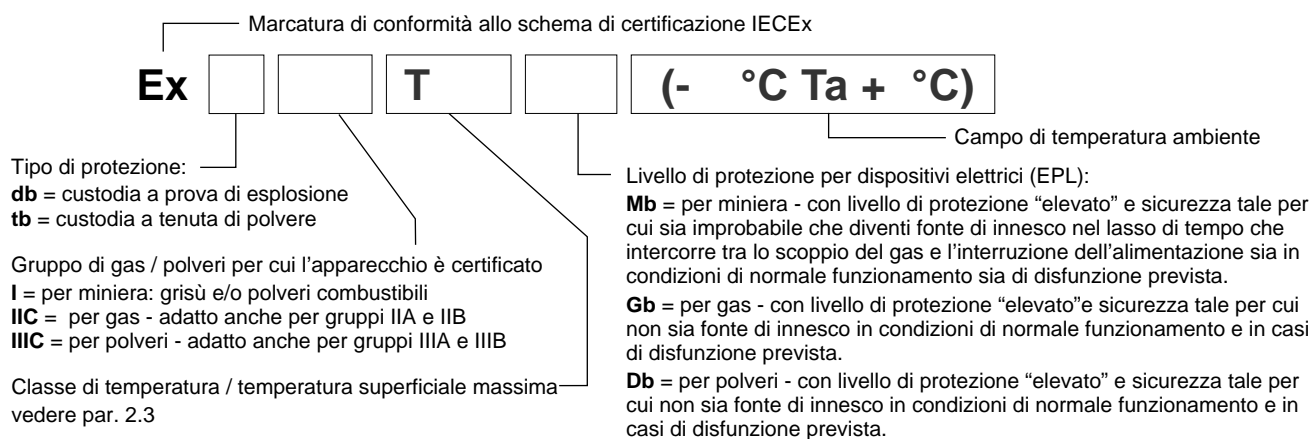 Marcatura di conformità allo schema di certificazione IECEx
Ex T (- °C Ta + °C)
Campo di temperatura ambiente
Tipo di protezione:
db = custodia a prova di esplosione
tb = custodia a tenuta di polvere
Gruppo di gas / polveri per cui l'apparecchio è certificato
I = per miniera: grisù e/o polveri combustibili
IIC = per gas - adatto anche per gruppi IIA e IIB
IIIC = per polveri - adatto anche per gruppi IIIA e IIIB
Classe di temperatura / temperatura superficiale massima
vedere par. 2.3
Livello di protezione per dispositivi elettrici (EPL):
Mb = per miniera - con livello di protezione “elevato” e sicurezza tale per
cui sia improbabile che diventi fonte di innesco nel lasso di tempo che
intercorre tra lo scoppio del gas e l’interruzione dell’alimentazione sia in
condizioni di normale funzionamento sia di disfunzione prevista.
Gb = per gas - con livello di protezione “elevato”e sicurezza tale per cui
non sia fonte di innesco in condizioni di normale funzionamento e in casi
di disfunzione prevista.
Db = per polveri - con livello di protezione “elevato” e sicurezza tale per
cui non sia fonte di innesco in condizioni di normale funzionamento e in
casi di disfunzione prevista.